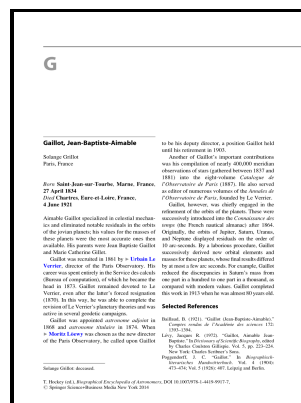 G
Gaillot, Jean-Baptiste-Aimable
Solange Grillot
Paris, France
Born Saint-Jean-sur-Tourbe, Marne, France,
27 April 1834
Died Chartres, Eure-et-Loire, France,
4 June 1921
Aimable Gaillot specialized in celestial mechan-
ics and eliminated notable residuals in the orbits
of the jovian planets; his values for the masses of
these planets were the most accurate ones then
available. His parents were Jean Baptiste Gaillot
and Marie Catherine Gillet.
Gaillot was recruited in 1861 by » Urbain Le
Verrier, director of the Paris Observatory. His
career was spent entirely in the Service des calculs
(Bureau of computation), of which he became the
head in 1873. Gaillot remained devoted to Le
Verrier, even after the latter's forced resignation
(1870). In this way, he was able to complete the
revision of Le Verrier's planetary theories and was
active in several geodetic campaigns.
Gaillot was appointed astronome adjoint in
1868 and astronome titulaire in 1874. When
» Moritz Loewy was chosen as the new director
of the Paris Observatory, he called upon Gaillot
Solange Grillot: deceased.
to be his deputy director, a position Gaillot held
until his retirement in 1903.
Another of Gaillot's important contributions
was his compilation of nearly 400,000 meridian
observations of stars (gathered between 1837 and
1881) into the eight-volume Catalogue de
l'Observatoire de Paris (1887). He also served
as editor of numerous volumes of the Annales de
l'Observatoire de Paris, founded by Le Verrier.
Gaillot, however, was chiefly engaged in the
refinement of the orbits of the planets. These were
successively introduced into the Connaissance des
temps (the French nautical almanac) after 1864.
Originally, the orbits of Jupiter, Saturn, Uranus,
and Neptune displayed residuals on the order of
10 arc-seconds. By a laborious procedure, Gaillot
successively derived new orbital elements and
masses for those planets, whose final results differed
by at most a few arc seconds. For example, Gaillot
reduced the discrepancies in Saturn's mass from
one part in a hundred to one part in a thousand, as
compared with modern values. Gaillot completed
this work in 1913 when he was almost 80 years old.
Selected References
Baillaud, B. (1921). "Gaillot (Jean-Baptiste-Aimable)."
Comptes rendus de l'Académie des sciences 172:
1393–1394.
Lévy, Jacques R. (1972). "Gaillot, Aimable Jean-
Baptiste." In Dictionary of Scientific Biography, edited
by Charles Coulston Gillispie. Vol. 5, pp. 223–224.
New York: Charles Scribner's Sons.
Poggendorff, J. C. "Gaillot." In Biographisch-
literarisches Handwörterbuch. Vol. 4 (1904):
473–474; Vol. 5 (1926): 407. Leipzig and Berlin.
T. Hockey (ed.), Biographical Encyclopedia of Astronomers, DOI 10.1007/978-1-4419-9917-7,
© Springer Science+Business Media New York 2014